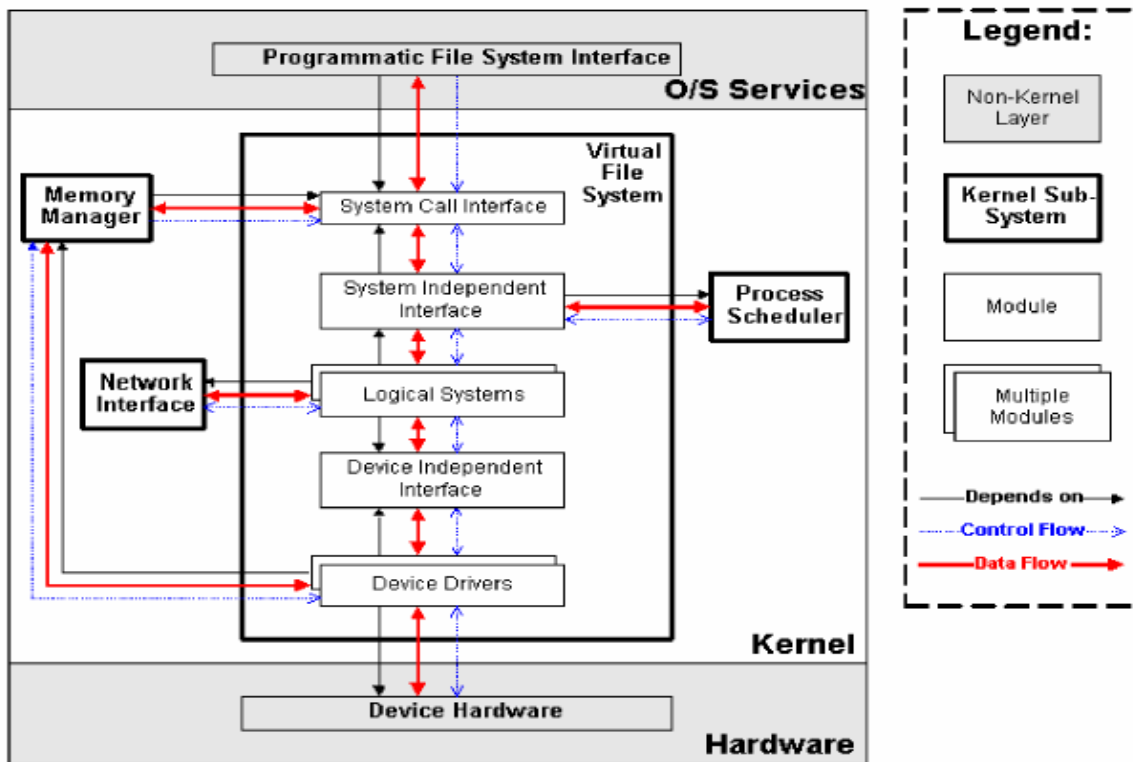 Programmatic File System Interface
O/S Services
Virtual
File
System
Memory
Manager
System Call Interface
System Independent
Interface
Process
Scheduler
Network
Interface
Logical Systems
Device Independent
Interface
Device Drivers
Kernel
Device Hardware
Hardware
Legend:
Non-Kernel
Layer
Kernel Sub-
System
Module
Multiple
Modules
Depends on
Control Flow
Data Flow